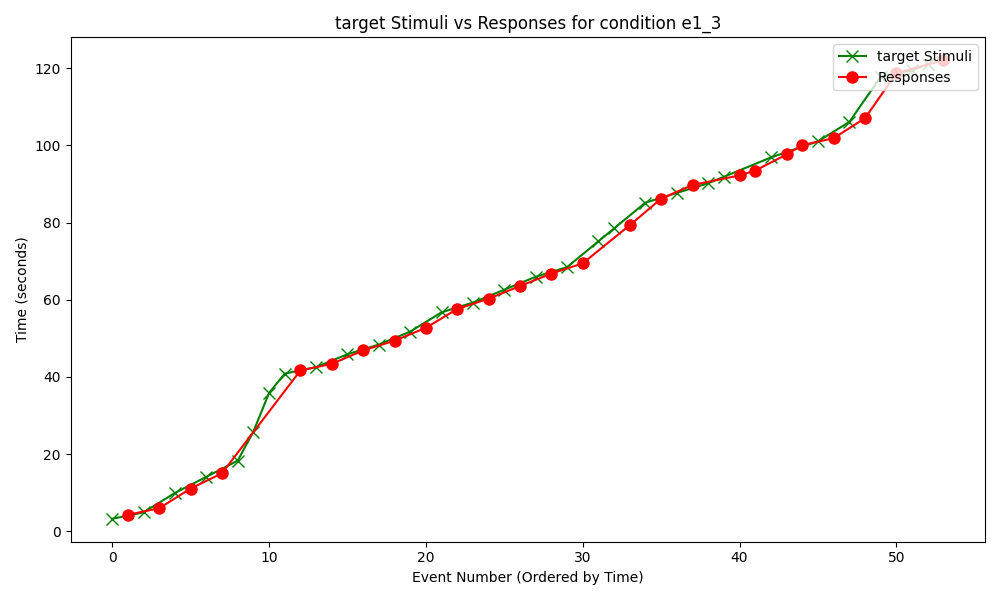 target Stimuli vs Responses for condition e1_3
target Stimuli
Responses
Time (seconds)
120
100
80
60
40
20
0
0 10 20 30 40 50
Event Number (Ordered by Time)